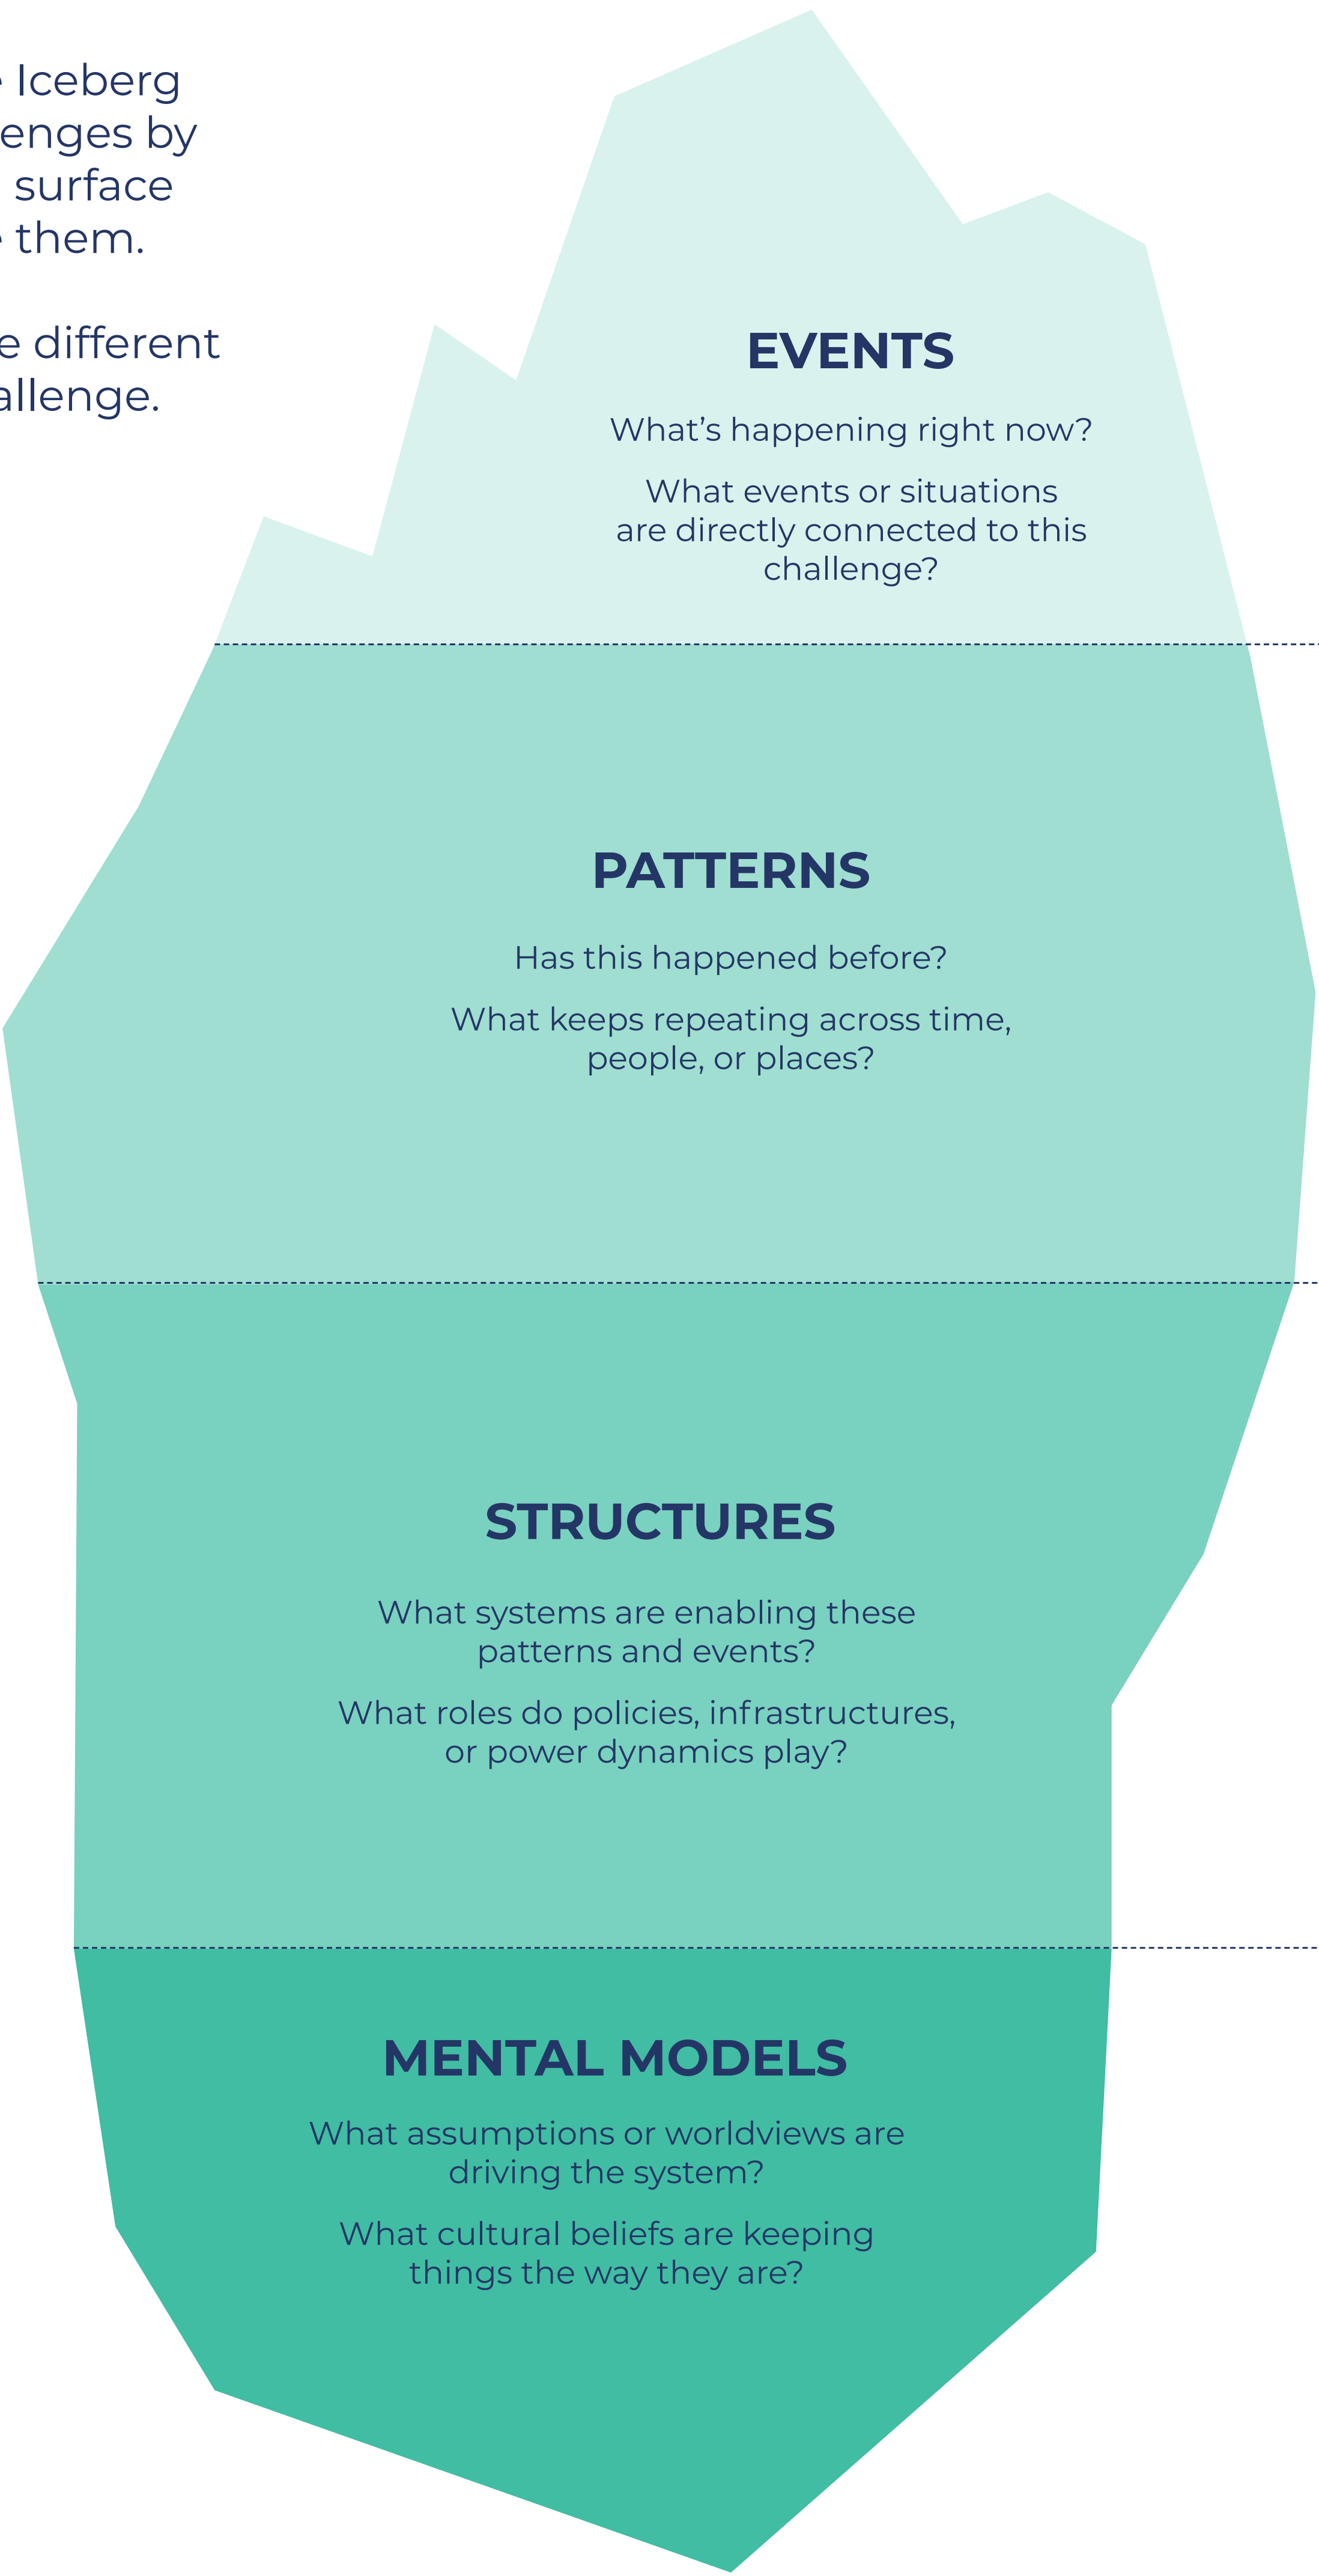 Iceberg
enges by
surface
them.
e different
allenge.
EVENTS
What's happening right now?
What events or situations
are directly connected to this
challenge?
PATTERNS
Has this happened before?
What keeps repeating across time,
people, or places?
STRUCTURES
What systems are enabling these
patterns and events?
What roles do policies, infrastructures,
or power dynamics play?
MENTAL MODELS
What assumptions or worldviews are
driving the system?
What cultural beliefs are keeping
things the way they are?